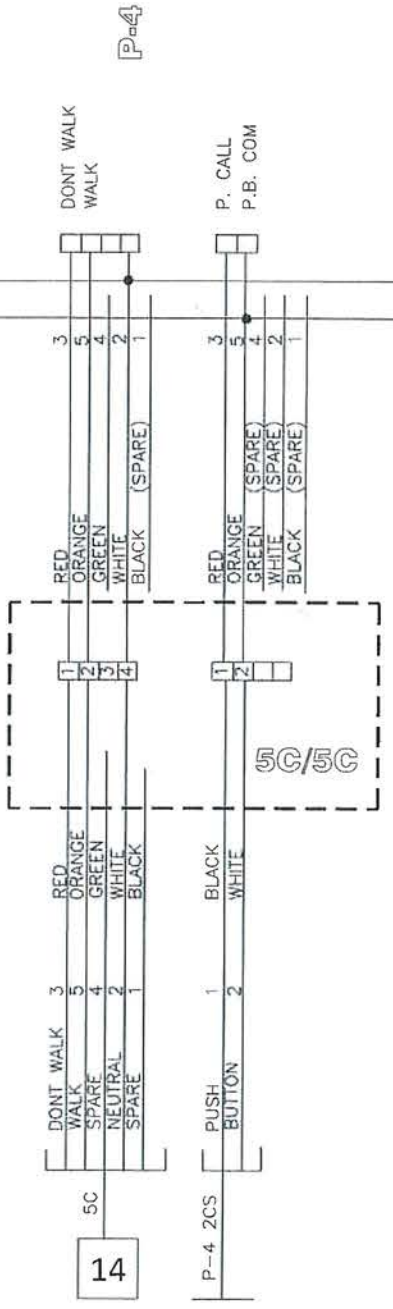 P-4
DONT WALK
WALK
3 RED 1 RED DONT WALK 3
5 ORANGE 2 ORANGE WALK 5
4 GREEN 3 GREEN SPARE 4
2 WHITE 4 WHITE NEUTRAL 2
1 BLACK (SPARE) BLACK SPARE 1
5C
14
P. CALL
P.B. COM
3 RED 1 BLACK 1 PUSH
5 ORANGE 2 WHITE 2 BUTTON
4 GREEN (SPARE)
2 WHITE (SPARE)
1 BLACK (SPARE)
5C/5C
P-4 2CS